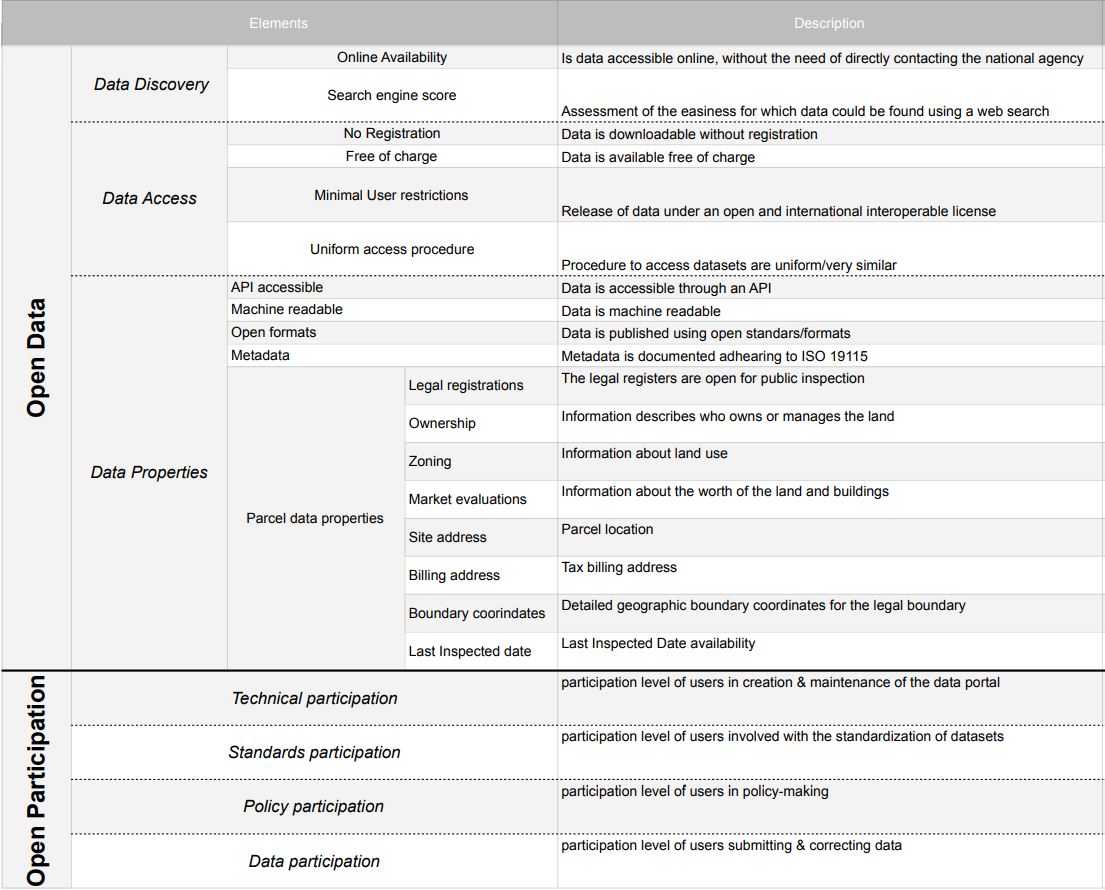 Elements Description
Open Data
Data Discovery
Online Availability Is data accessible online, without the need of directly contacting the national agency
Search engine score Assessment of the easiness for which data could be found using a web search
Data Access
No Registration Data is downloadable without registration
Free of charge Data is available free of charge
Minimal User restrictions Release of data under an open and international interoperable license
Uniform access procedure Procedure to access datasets are uniform/very similar
Data Properties
API accessible Data is accessible through an API
Machine readable Data is machine readable
Open formats Data is published using open standars/formats
Metadata Metadata is documented adhearing to ISO 19115
Parcel data properties
Legal registrations The legal registers are open for public inspection
Ownership Information describes who owns or manages the land
Zoning Information about land use
Market evaluations Information about the worth of the land and buildings
Site address Parcel location
Billing address Tax billing address
Boundary coorindates Detailed geographic boundary coordinates for the legal boundary
Last Inspected date Last Inspected Date availability
Open Participation
Technical participation participation level of users in creation & maintenance of the data portal
Standards participation participation level of users involved with the standardization of datasets
Policy participation participation level of users in policy-making
Data participation participation level of users submitting & correcting data